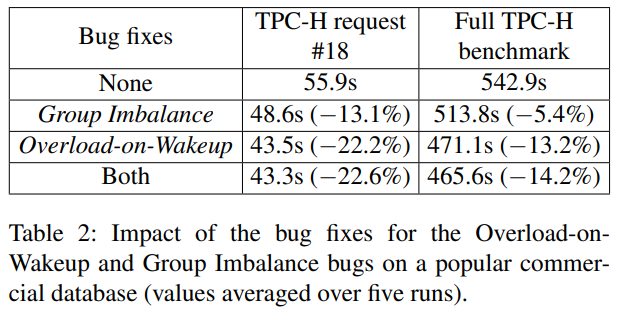 Bug fixes TPC-H request #18 Full TPC-H benchmark
None 55.9s 542.9s
Group Imbalance 48.6s (−13.1%) 513.8s (−5.4%)
Overload-on-Wakeup 43.5s (−22.2%) 471.1s (−13.2%)
Both 43.3s (−22.6%) 465.6s (−14.2%)
Table 2: Impact of the bug fixes for the Overload-on-
Wakeup and Group Imbalance bugs on a popular commer-
cial database (values averaged over five runs).